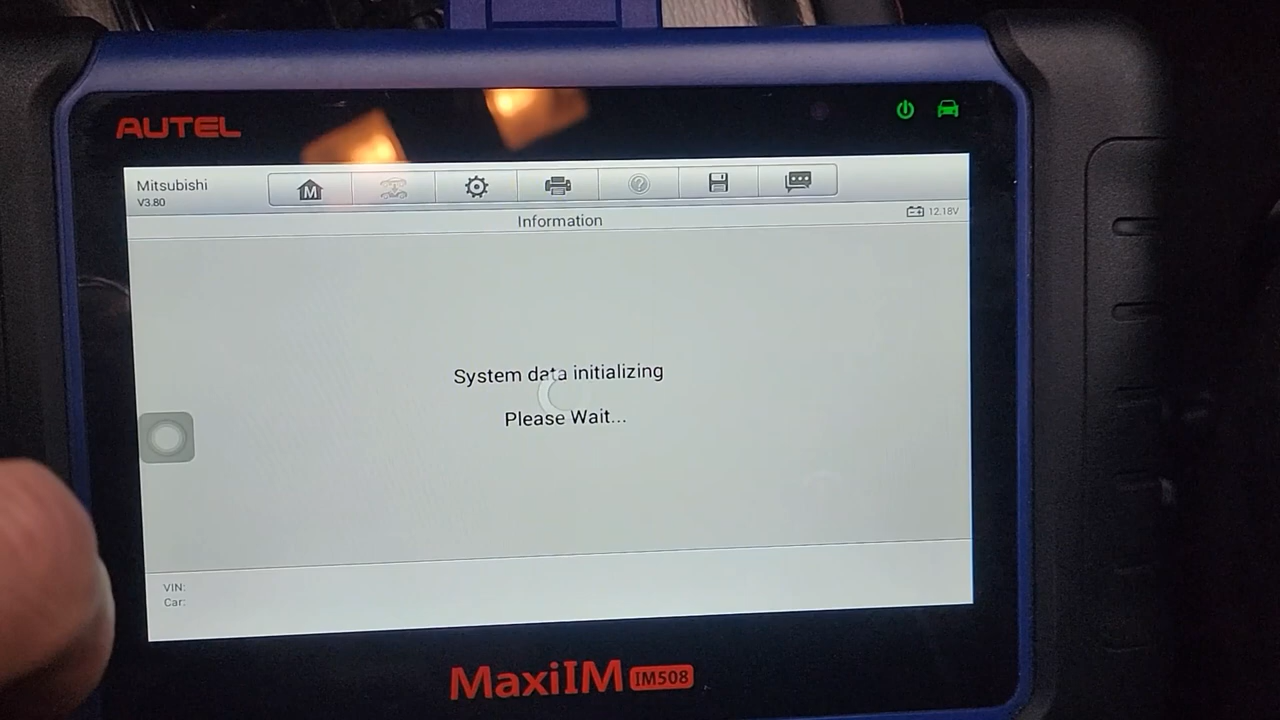 AUTEL
Mitsubishi
V3.80
M
Information
12.18V
System data initializing
Please Wait...
VIN:
Car:
MaxiIM IM508